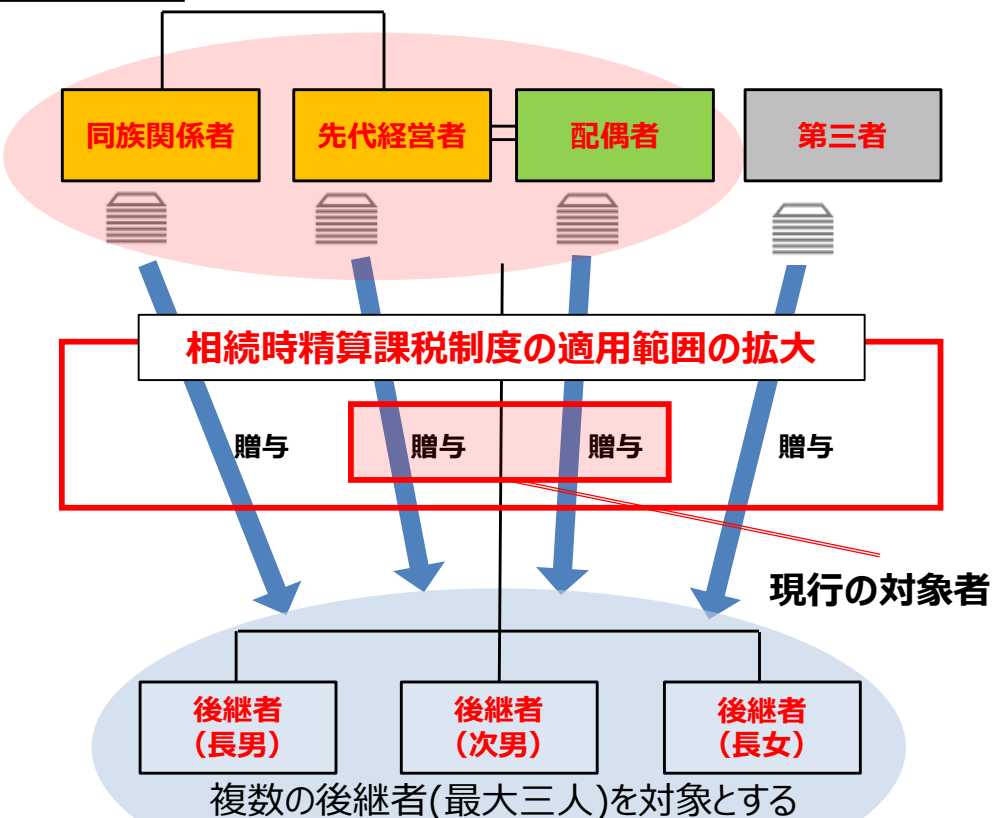 同族関係者
先代経営者
配偶者
第三者
相続時精算課税制度の適用範囲の拡大
贈与
贈与
贈与
贈与
現行の対象者
後継者
（長男）
後継者
（次男）
後継者
（長女）
複数の後継者(最大三人)を対象とする